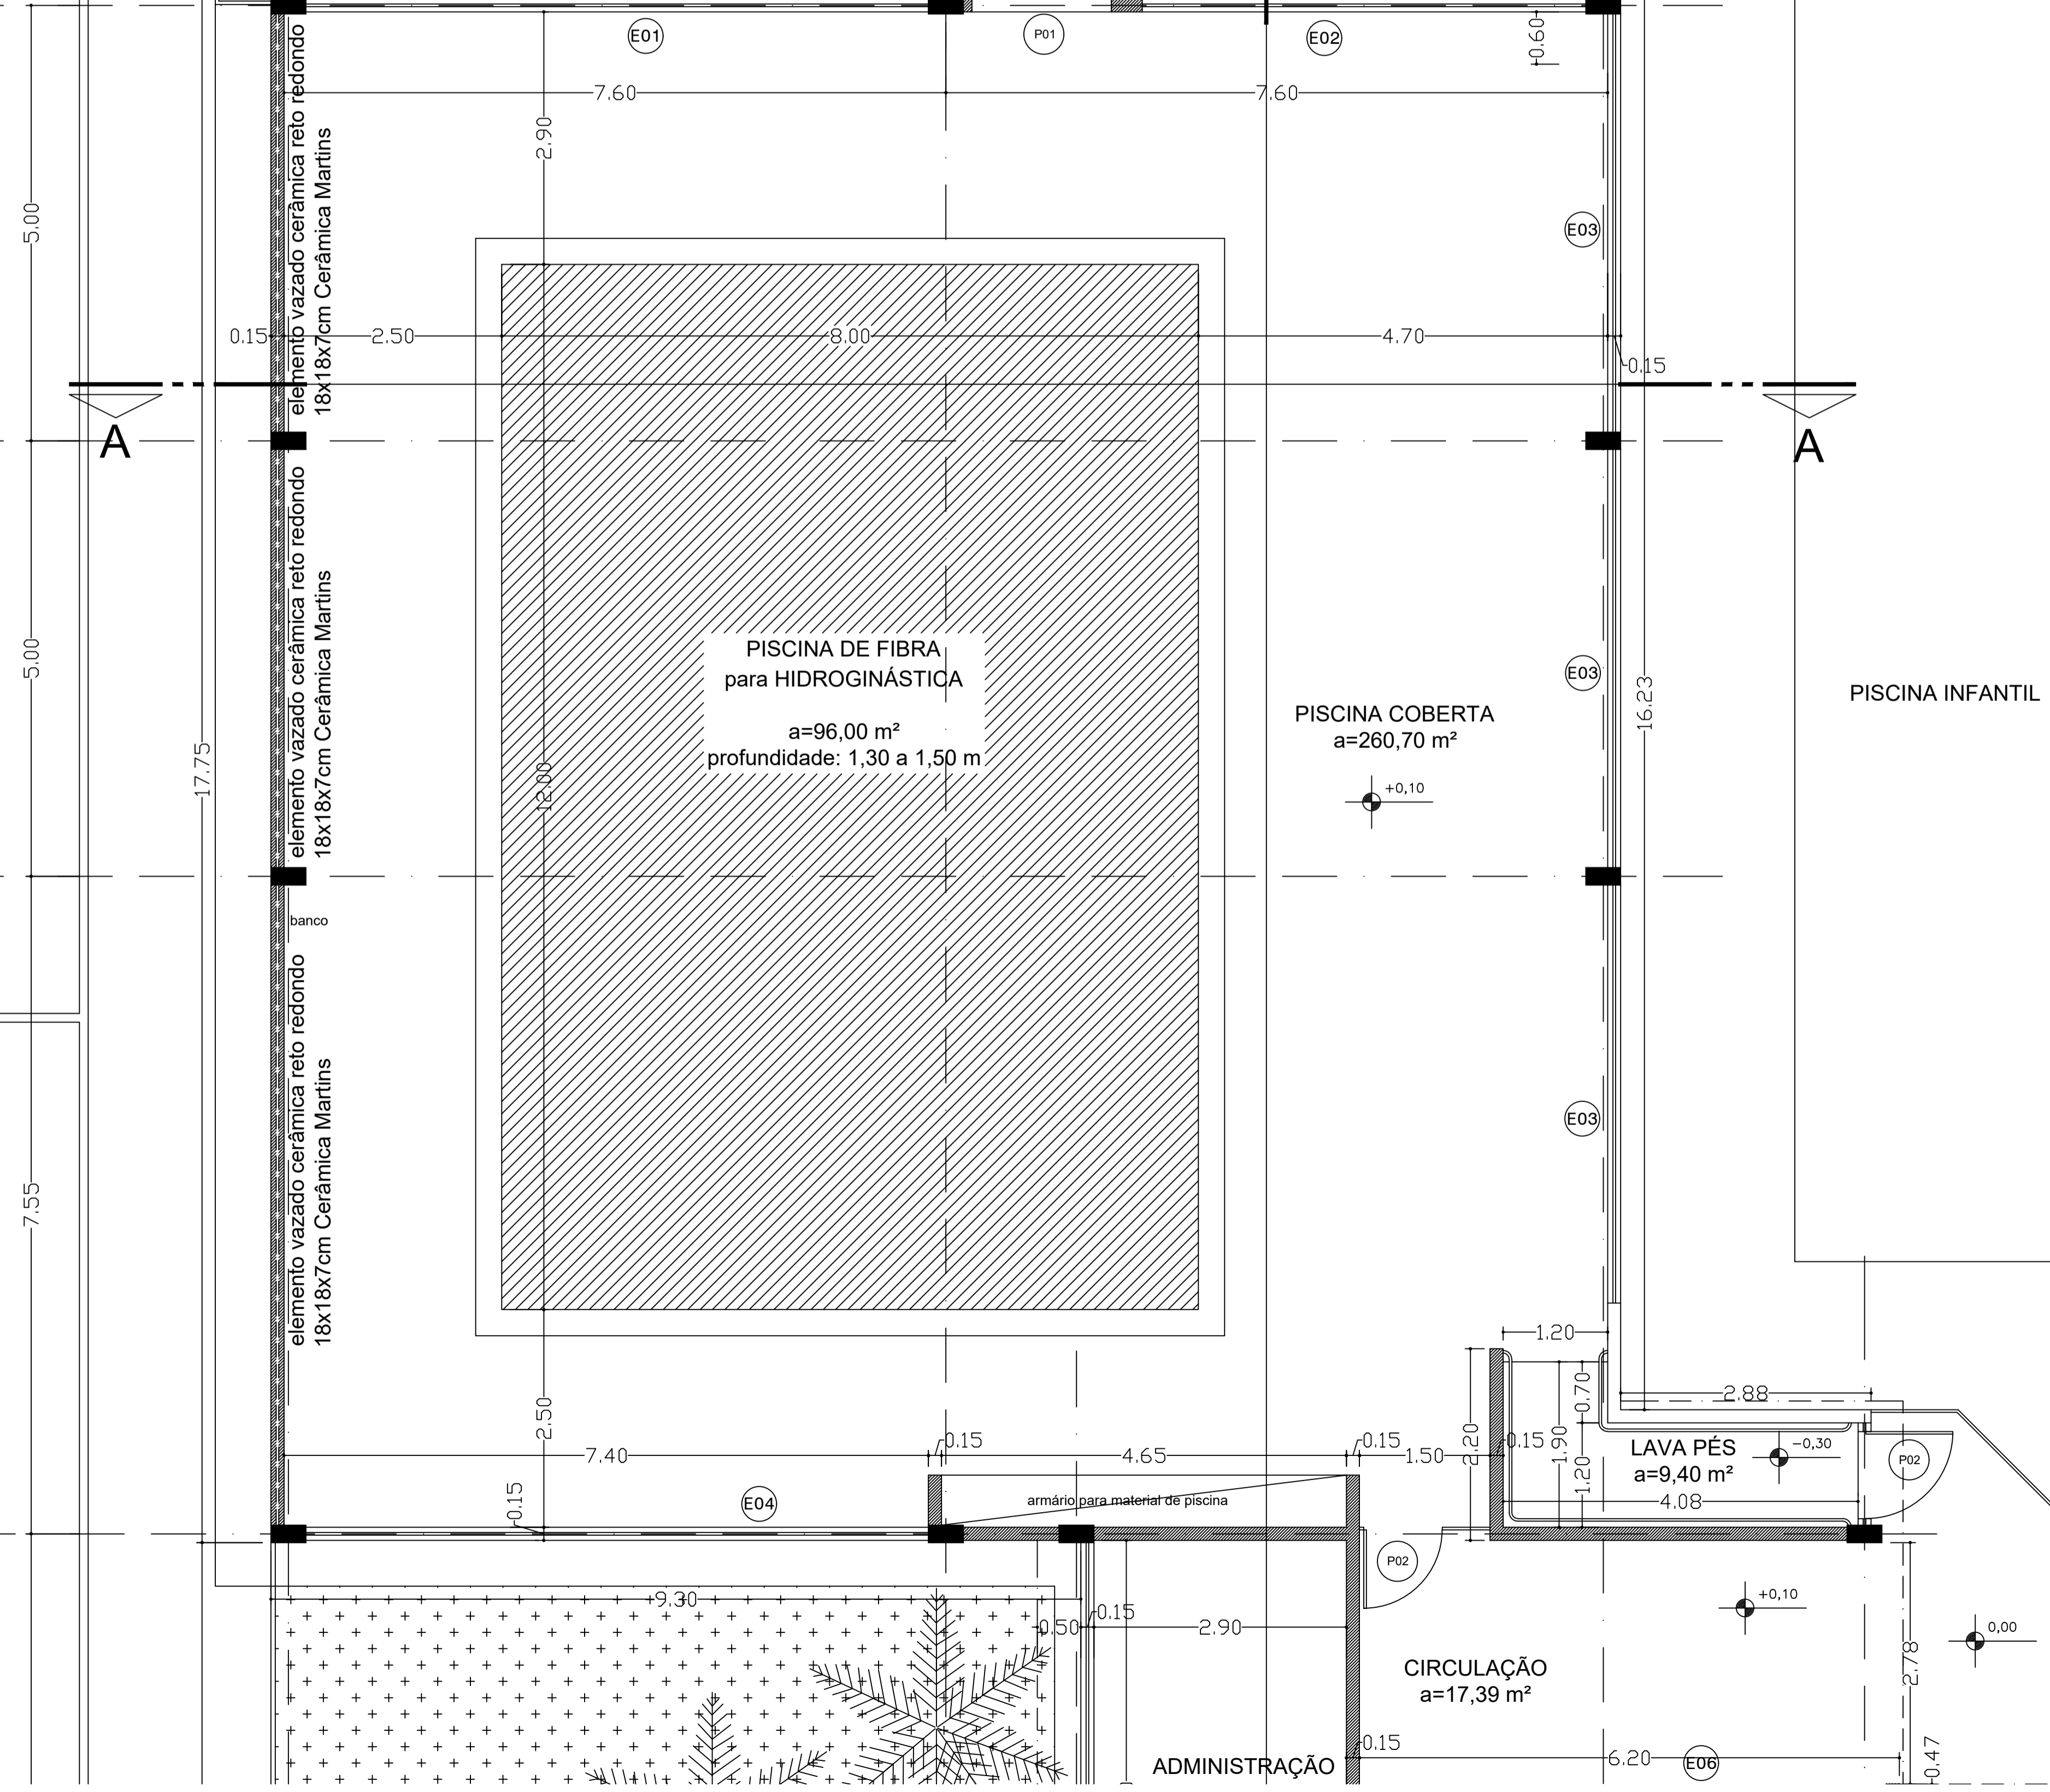 E01
P01
E02
0.60
7.60
7.60
2.90
elemento vazado cerâmica reto redondo
18x18x7cm Cerâmica Martins
5.00
E03
0.15
2.50
8.00
4.70
0.15
A
A
elemento vazado cerâmica reto redondo
18x18x7cm Cerâmica Martins
5.00
PISCINA DE FIBRA
para HIDROGINÁSTICA
a=96,00 m²
profundidade: 1,30 a 1,50 m
E03
16.23
PISCINA INFANTIL
PISCINA COBERTA
a=260,70 m²
+0,10
17.75
12.00
banco
elemento vazado cerâmica reto redondo
18x18x7cm Cerâmica Martins
7.55
E03
1.20
0.70
2.88
2.50
7.40
0.15
4.65
0.15
1.50
2.20
0.15
1.90
1.20
LAVA PÉS
a=9,40 m²
-0,30
P02
4.08
0.15
E04
armário para material de piscina
P02
9.30
0.50
0.15
2.90
+0,10
0,00
2.78
CIRCULAÇÃO
a=17,39 m²
0.15
ADMINISTRAÇÃO
6.20
E06
0.47